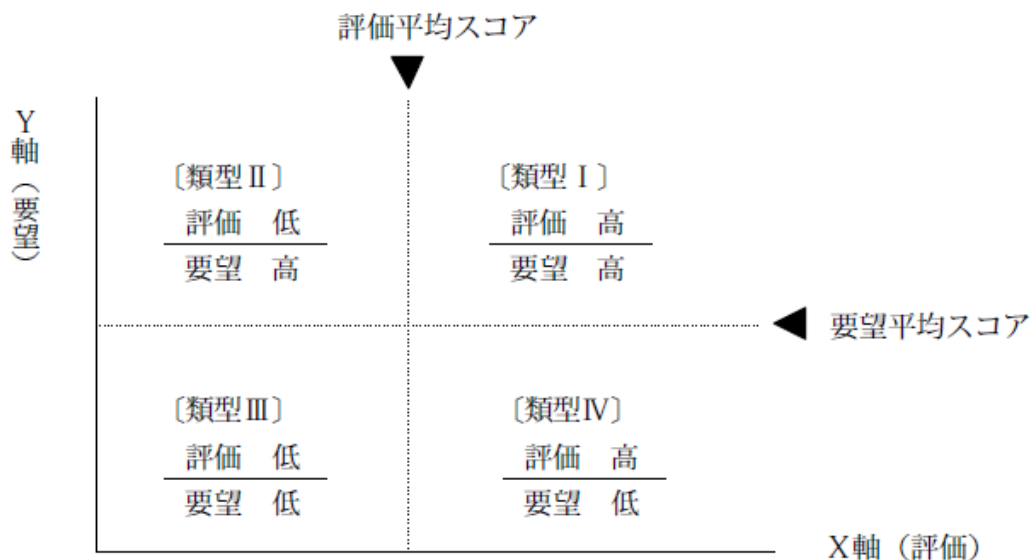 評価平均スコア
Y軸（要望）
〔類型Ⅱ〕
評価　低
要望　高
〔類型Ⅰ〕
評価　高
要望　高
要望平均スコア
〔類型Ⅲ〕
評価　低
要望　低
〔類型Ⅳ〕
評価　高
要望　低
X軸（評価）